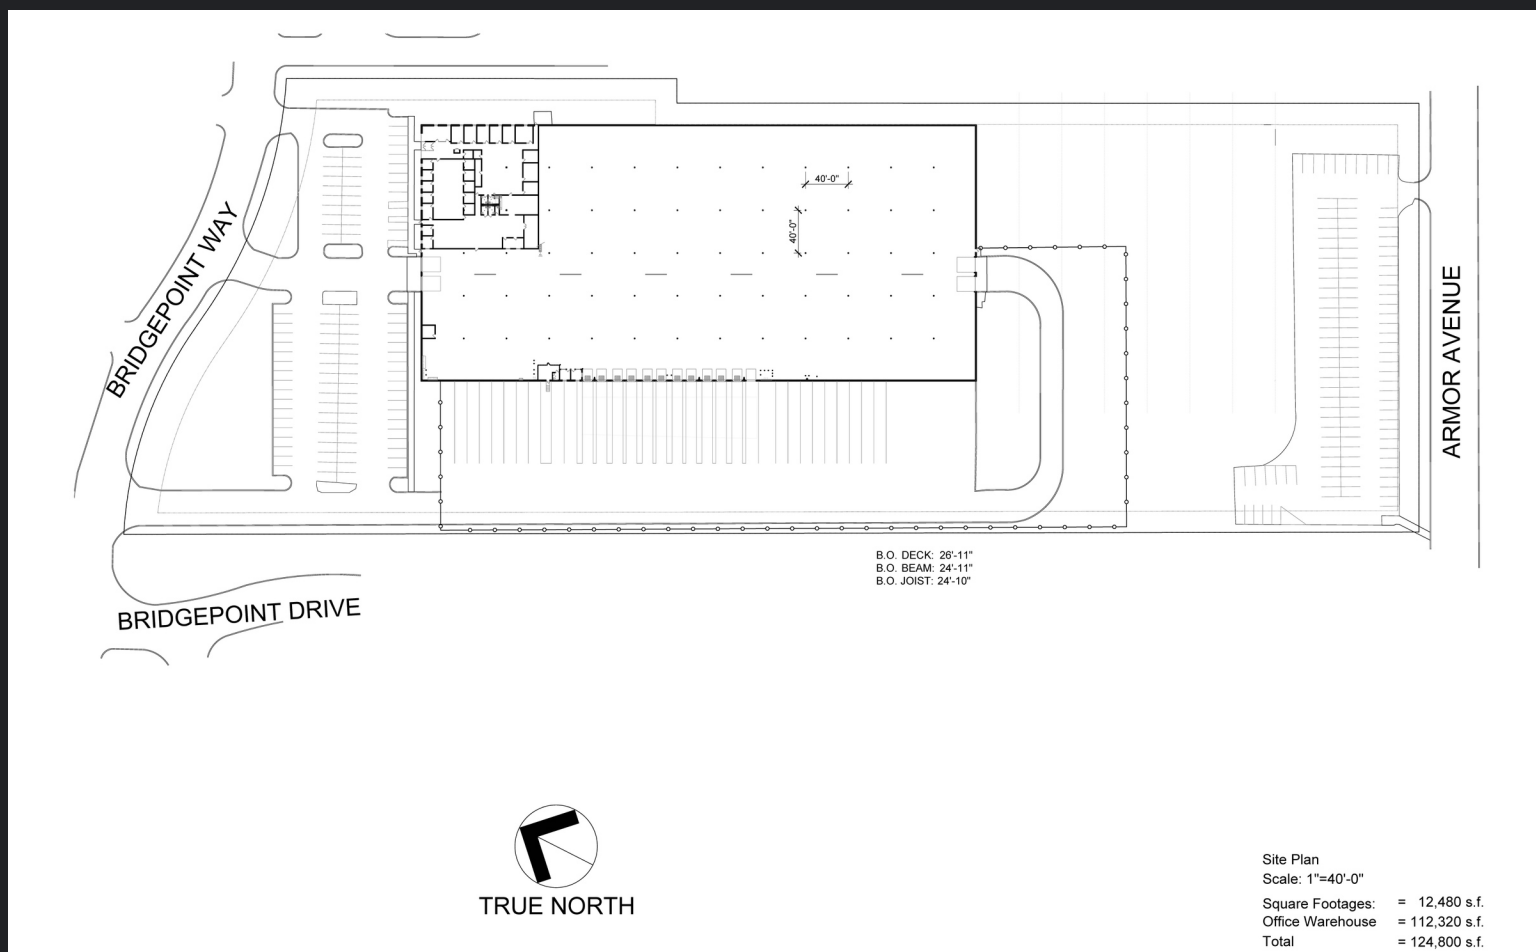 40'-0"
40'-0"
BRIDGEPOINT WAY
ARMOR AVENUE
B.O. DECK: 26'-11"
B.O. BEAM: 24'-11"
B.O. JOIST: 24'-10"
BRIDGEPOINT DRIVE
TRUE NORTH
Site Plan
Scale: 1"=40'-0"
Square Footages: = 12,480 s.f.
Office Warehouse = 112,320 s.f.
Total = 124,800 s.f.